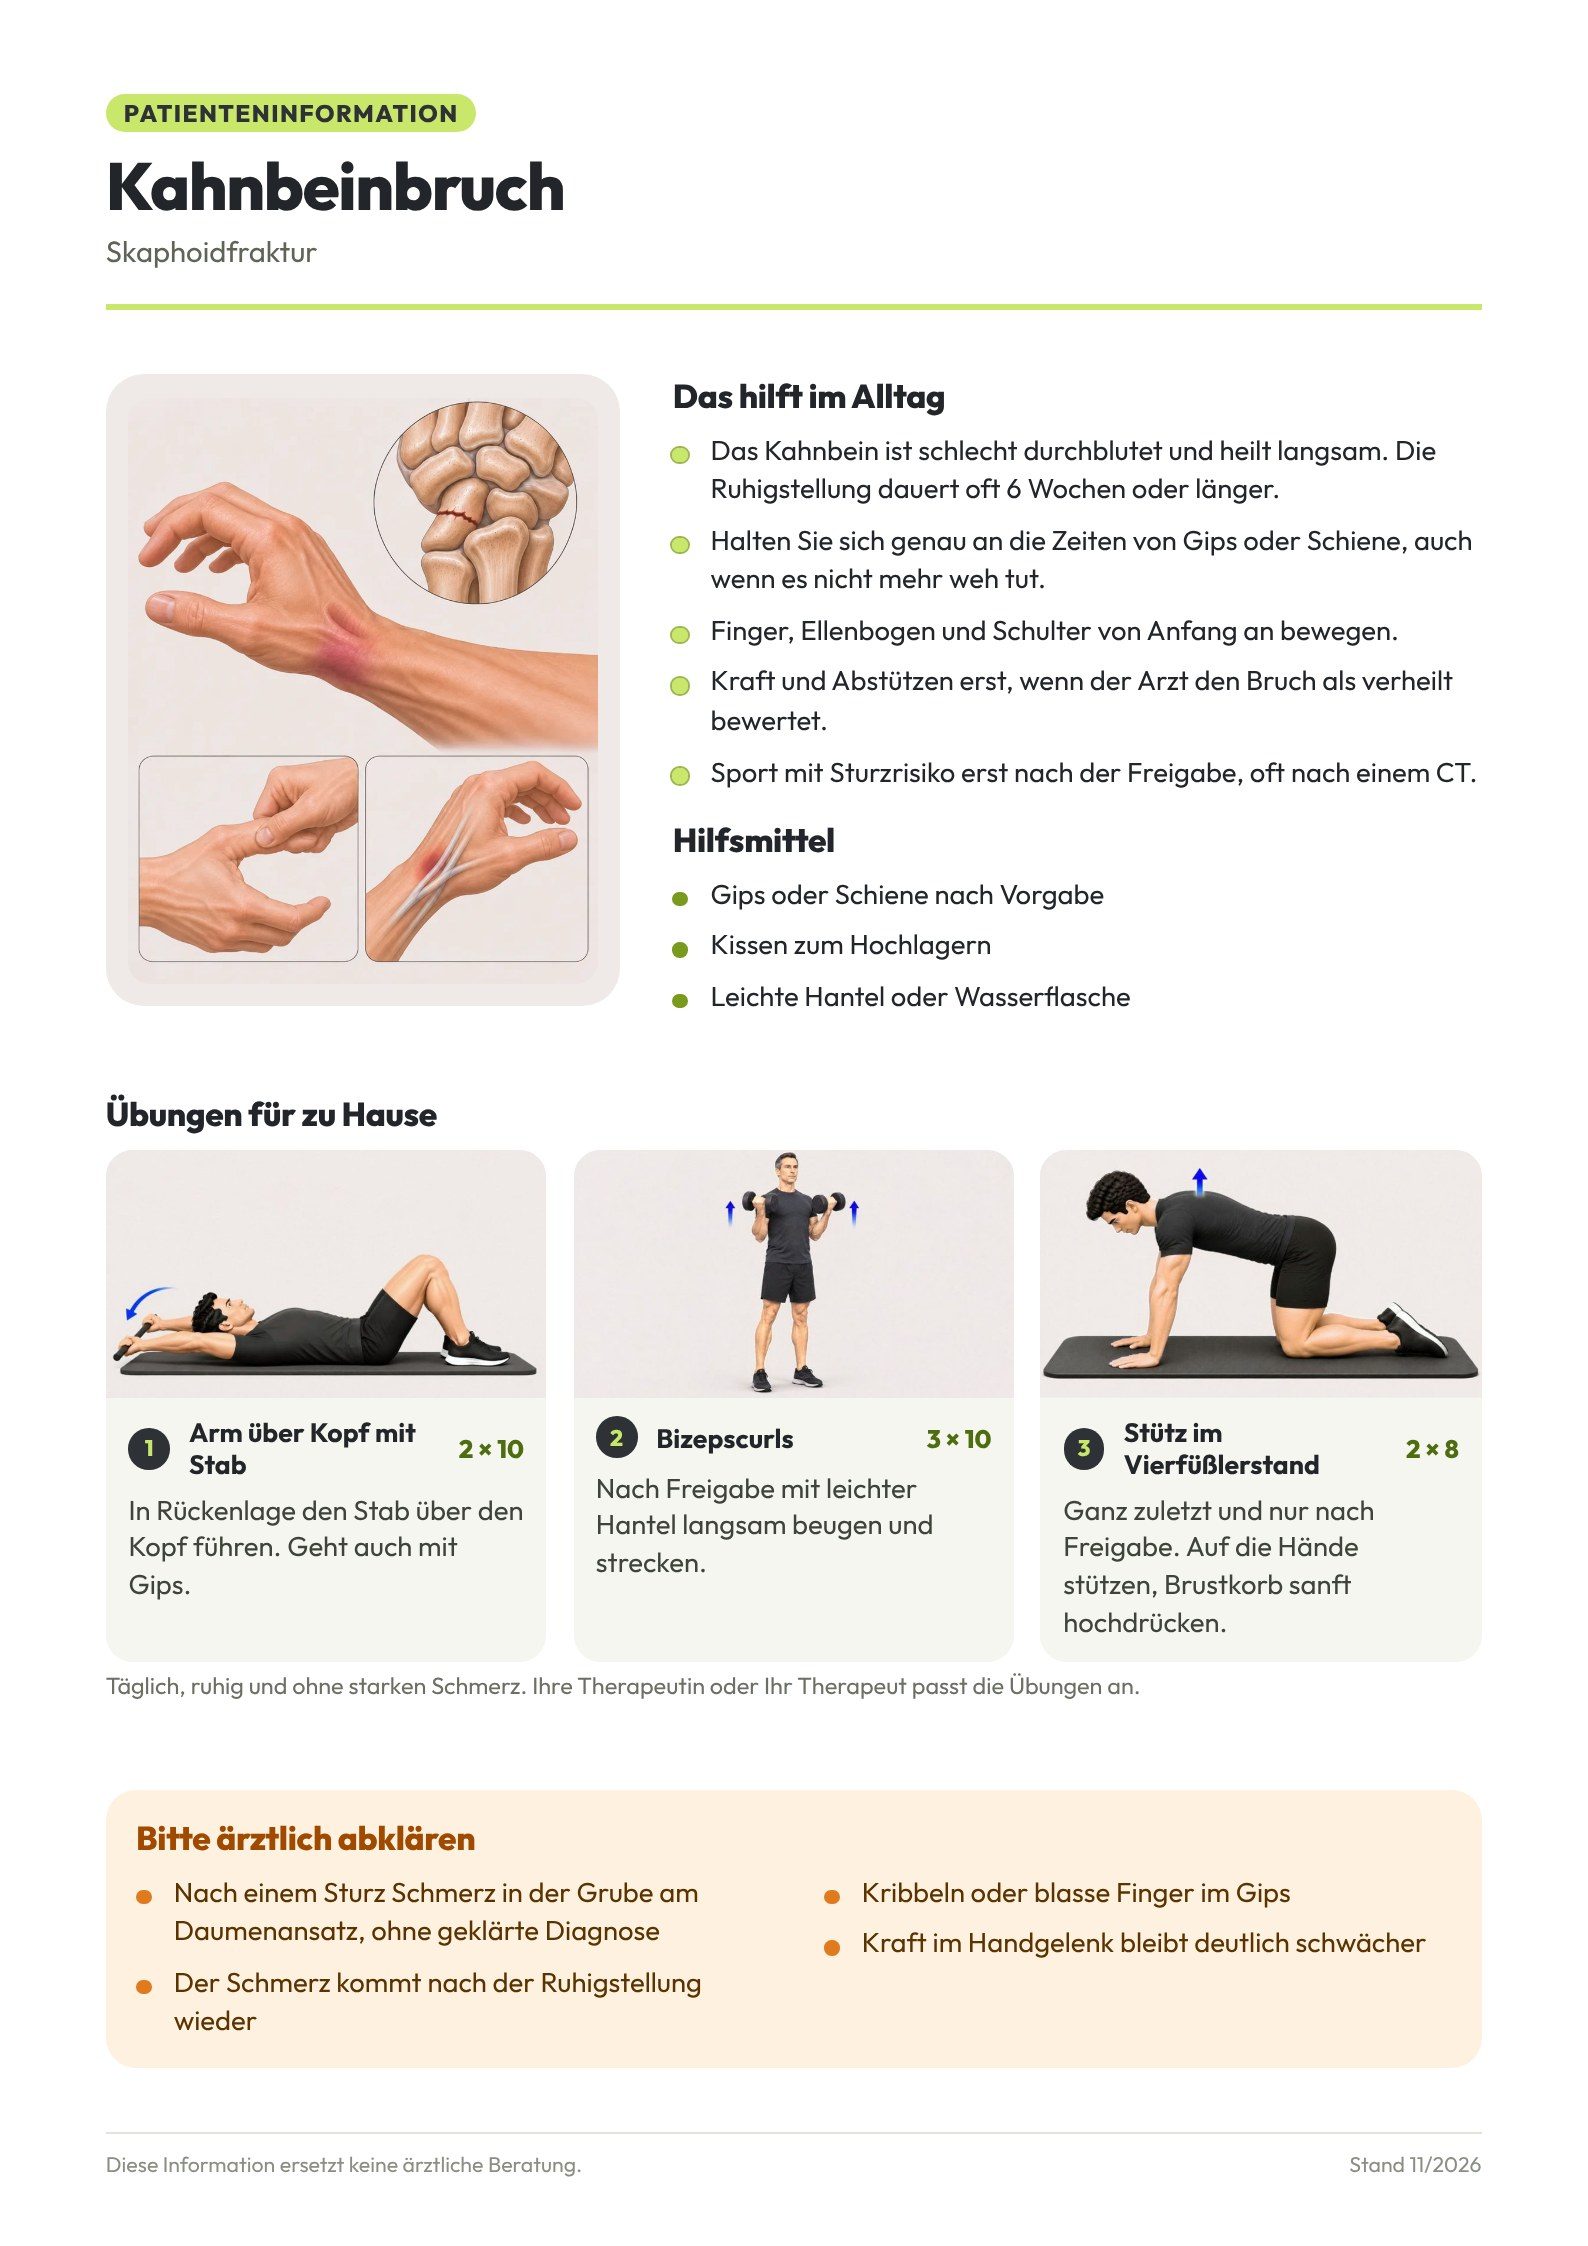 PATIENTENINFORMATION
Kahnbeinbruch
Skaphoidfraktur
Das hilft im Alltag
Das Kahnbein ist schlecht durchblutet und heilt langsam. Die
Ruhigstellung dauert oft 6 Wochen oder länger.
Halten Sie sich genau an die Zeiten von Gips oder Schiene, auch
wenn es nicht mehr weh tut.
Finger, Ellenbogen und Schulter von Anfang an bewegen.
Kraft und Abstützen erst, wenn der Arzt den Bruch als verheilt
bewertet.
Sport mit Sturzrisiko erst nach der Freigabe, oft nach einem CT.
Hilfsmittel
Gips oder Schiene nach Vorgabe
Kissen zum Hochlagern
Leichte Hantel oder Wasserflasche
Übungen für zu Hause
1 Arm über Kopf mit
Stab
2 × 10
In Rückenlage den Stab über den
Kopf führen. Geht auch mit
Gips.
2 Bizepscurls 3 × 10
Nach Freigabe mit leichter
Hantel langsam beugen und
strecken.
3 Stütz im
Vierfüßlerstand
2 × 8
Ganz zuletzt und nur nach
Freigabe. Auf die Hände
stützen, Brustkorb sanft
hochdrücken.
Täglich, ruhig und ohne starken Schmerz. Ihre Therapeutin oder Ihr Therapeut passt die Übungen an.
Bitte ärztlich abklären
Nach einem Sturz Schmerz in der Grube am
Daumenansatz, ohne geklärte Diagnose
Der Schmerz kommt nach der Ruhigstellung
wieder
Kribbeln oder blasse Finger im Gips
Kraft im Handgelenk bleibt deutlich schwächer
Diese Information ersetzt keine ärztliche Beratung.
Stand 11/2026